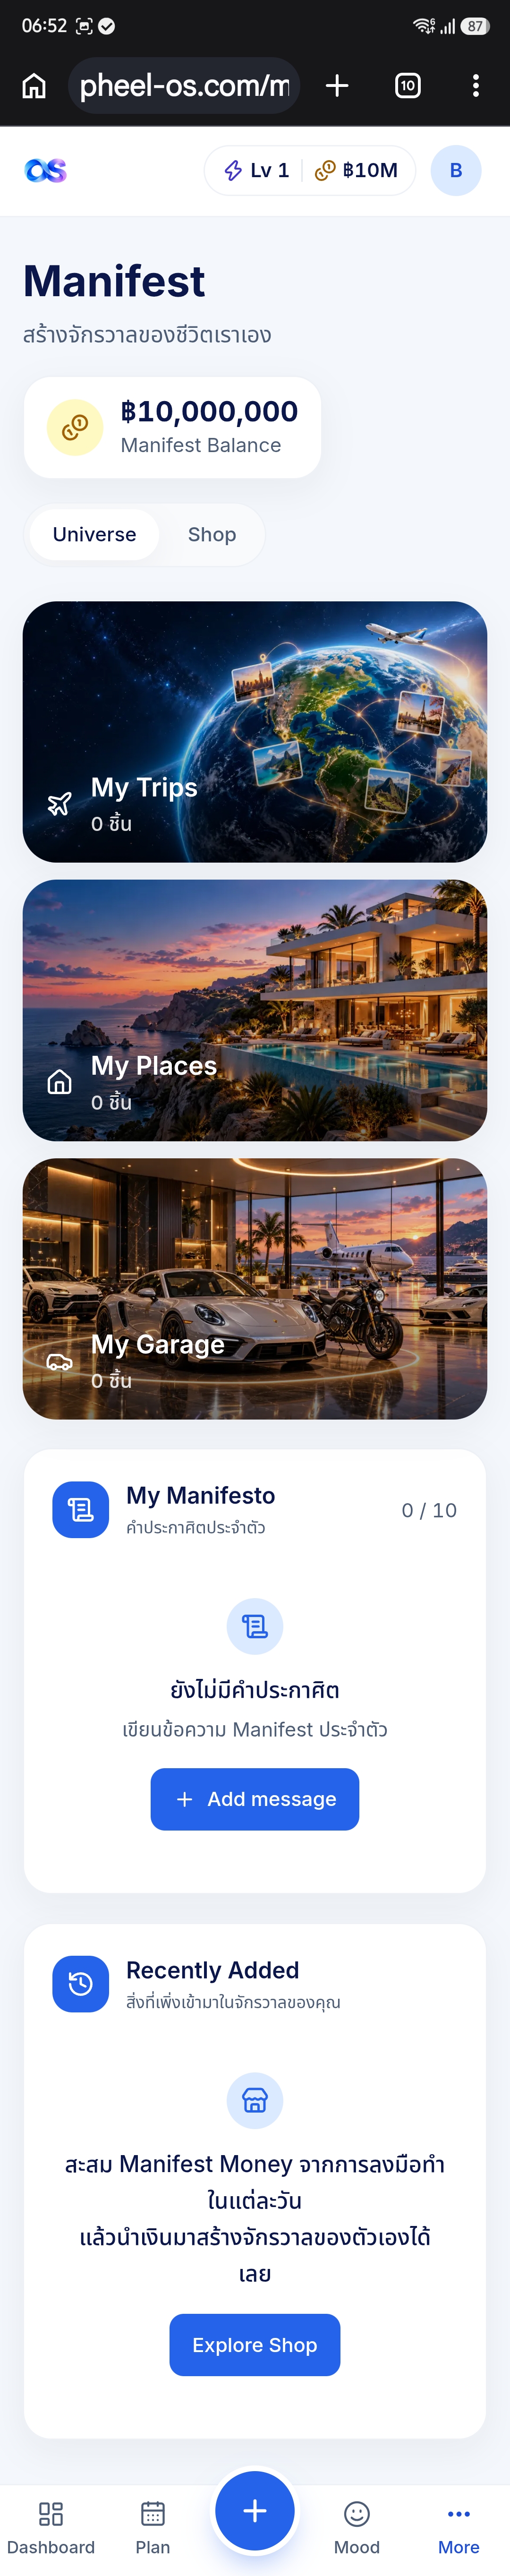 06:52
87
pheel-os.com/m
10
OS
Lv 1
฿10M
B
Manifest
สร้างจักรวาลของชีวิตเราเอง
฿10,000,000
Manifest Balance
Universe
Shop
My Trips
0 ชิ้น
My Places
0 ชิ้น
My Garage
0 ชิ้น
My Manifesto
คำประกาศิตประจำตัว
0 / 10
ยังไม่มีคำประกาศิต
เขียนข้อความ Manifest ประจำตัว
Add message
Recently Added
สิ่งที่เพิ่งเข้ามาในจักรวาลของคุณ
สะสม Manifest Money จากการลงมือทำ
ในแต่ละวัน
แล้วนำเงินมาสร้างจักรวาลของตัวเองได้
เลย
Explore Shop
Dashboard
Plan
Mood
More